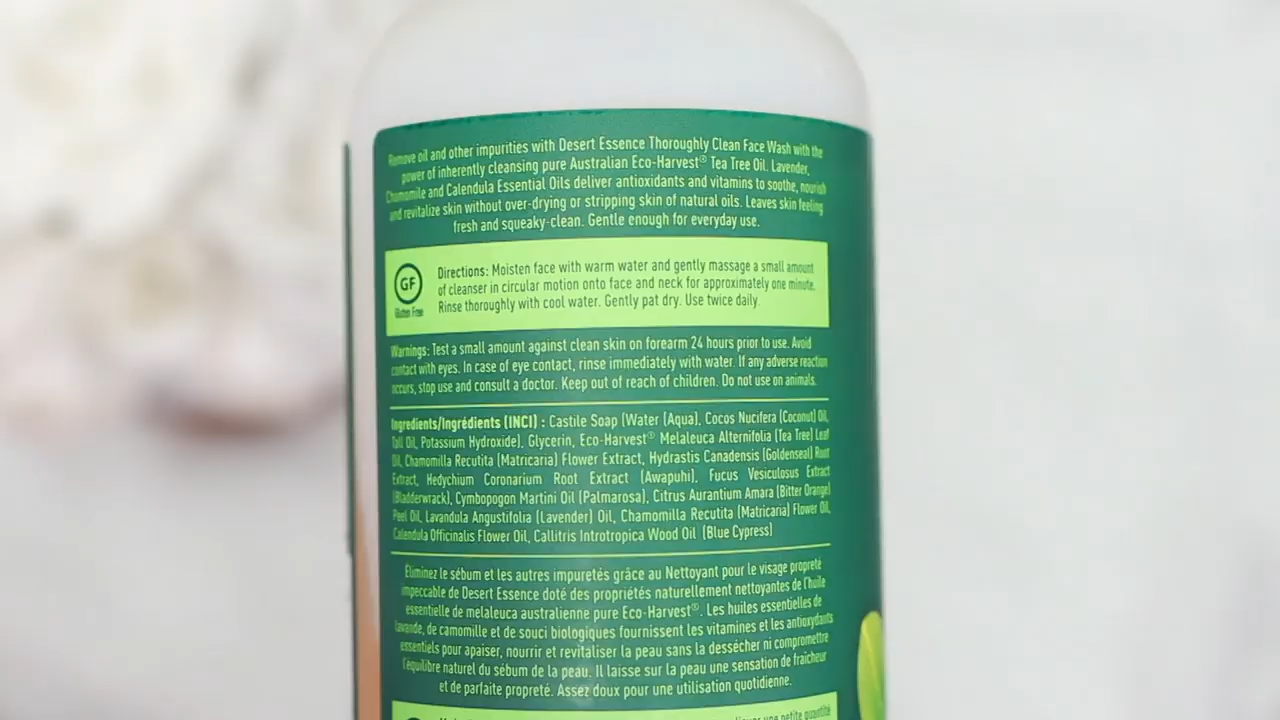 Remove oil and other impurities with Desert Essence Thoroughly Clean Face Wash with the
power of inherently cleansing pure Australian Eco-Harvest® Tea Tree Oil. Lavender,
Chamomile and Calendula Essential Oils deliver antioxidants and vitamins to soothe, nourish
and revitalize skin without over-drying or stripping skin of natural oils. Leaves skin feeling
fresh and squeaky-clean. Gentle enough for everyday use.
GF
Gluten Free
Directions: Moisten face with warm water and gently massage a small amount
of cleanser in circular motion onto face and neck for approximately one minute.
Rinse thoroughly with cool water. Gently pat dry. Use twice daily.
Warnings: Test a small amount against clean skin on forearm 24 hours prior to use. Avoid
contact with eyes. In case of eye contact, rinse immediately with water. If any adverse reaction
occurs, stop use and consult a doctor. Keep out of reach of children. Do not use on animals.
Ingredients/Ingrédients (INCI) : Castile Soap (Water (Aqua), Cocos Nucifera (Coconut) Oil,
Tall Oil, Potassium Hydroxide), Glycerin, Eco-Harvest® Melaleuca Alternifolia (Tea Tree) Leaf
Oil, Chamomilla Recutita (Matricaria) Flower Extract, Hydrastis Canadensis (Goldenseal) Root
Extract, Hedychium Coronarium Root Extract (Awapuhi), Fucus Vesiculosus Extract
(Bladderwrack), Cymbopogon Martini Oil (Palmarosa), Citrus Aurantium Amara (Bitter Orange)
Peel Oil, Lavandula Angustifolia (Lavender) Oil, Chamomilla Recutita (Matricaria) Flower Oil,
Calendula Officinalis Flower Oil, Callitris Introtropica Wood Oil (Blue Cypress)
Éliminez le sébum et les autres impuretés grâce au Nettoyant pour le visage propreté
impeccable de Desert Essence doté des propriétés naturellement nettoyantes de l'huile
essentielle de melaleuca australienne pure Eco-Harvest®. Les huiles essentielles de
lavande, de camomille et de souci biologiques fournissent les vitamines et les antioxydants
essentiels pour apaiser, nourrir et revitaliser la peau sans la dessécher ni compromettre
l'équilibre naturel du sébum de la peau. Il laisse sur la peau une sensation de fraîcheur
et de parfaite propreté. Assez doux pour une utilisation quotidienne.
une petite quantité